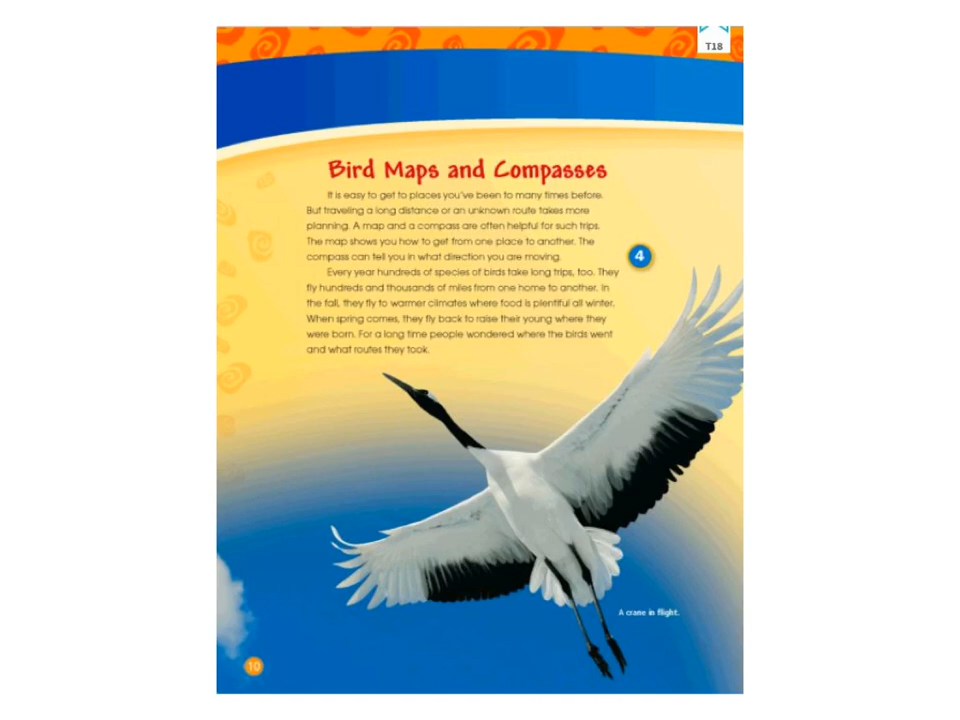 T18
Bird Maps and Compasses
It is easy to get to places you've been to many times before.
But traveling a long distance or an unknown route takes more
planning. A map and a compass are often helpful for such trips.
The map shows you how to get from one place to another. The
compass can tell you in what direction you are moving.
4
Every year hundreds of species of birds take long trips, too. They
fly hundreds and thousands of miles from one home to another. In
the fall, they fly to warmer climates where food is plentiful all winter.
When spring comes, they fly back to raise their young where they
were born. For a long time people wondered where the birds went
and what routes they took.
A crane in flight.
10